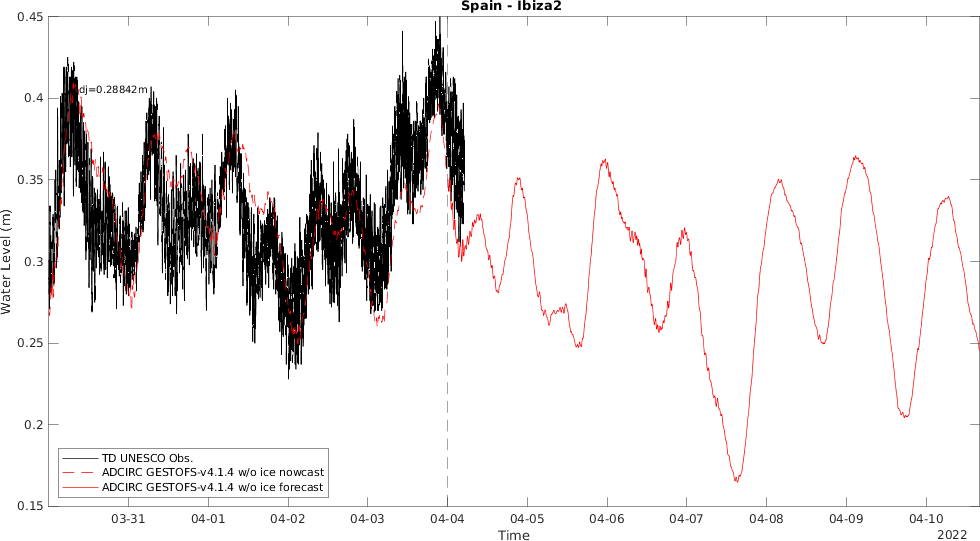 Spain - Ibiza2
0.45
0.4
0.35
0.3
0.25
0.2
0.15
Water Level (m)
dj=0.28842m
TD UNESCO Obs.
ADCIRC GESTOFS-v4.1.4 w/o ice nowcast
ADCIRC GESTOFS-v4.1.4 w/o ice forecast
03-31 04-01 04-02 04-03 04-04 04-05 04-06 04-07 04-08 04-09 04-10
Time
2022